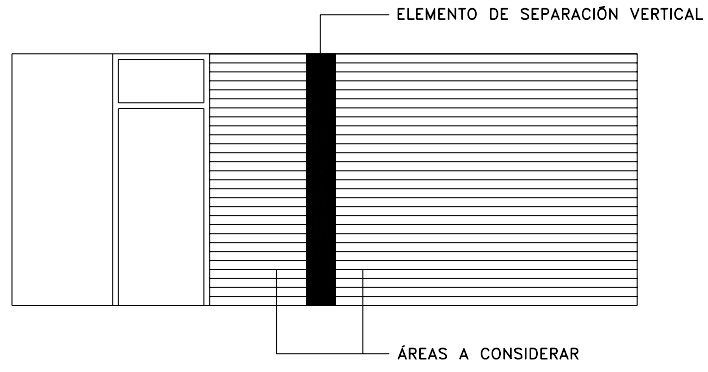 ELEMENTO DE SEPARACIÓN VERTICAL
ÁREAS A CONSIDERAR